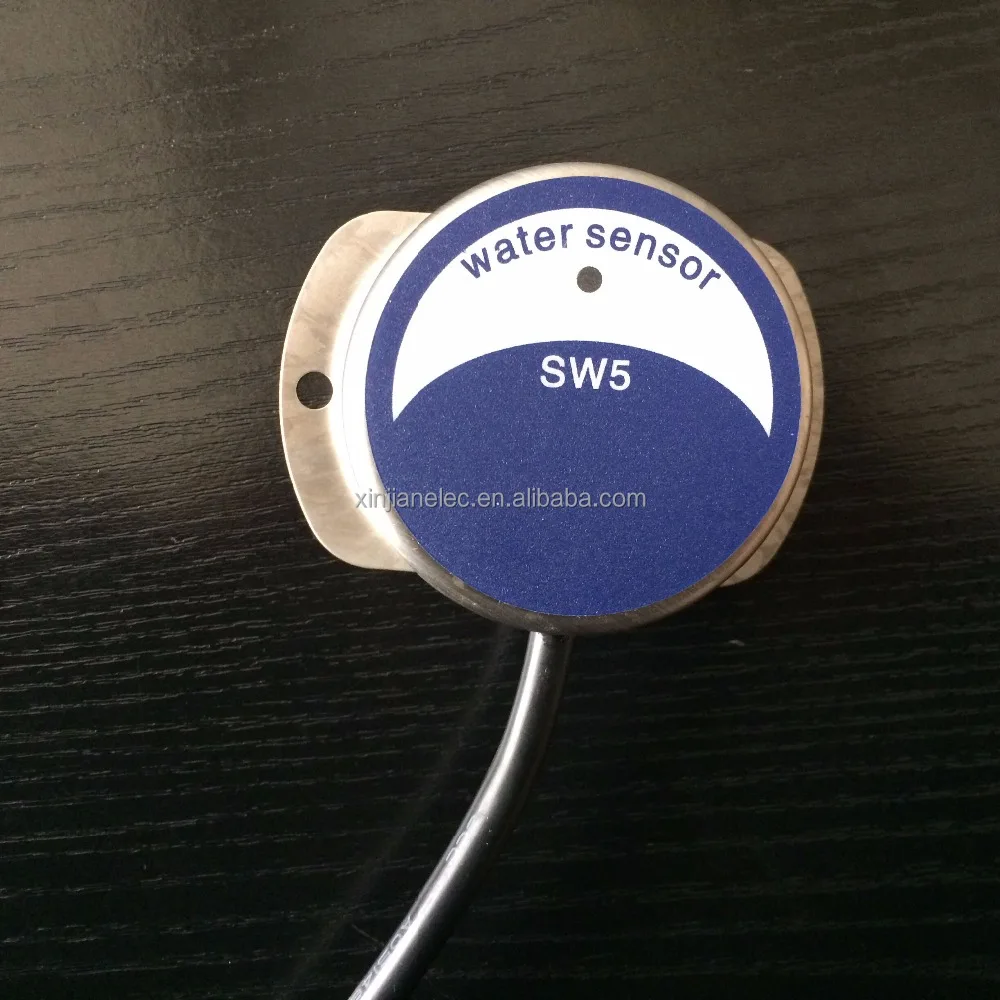 water sensor
SW5
xinjianelec.en.alibaba.com